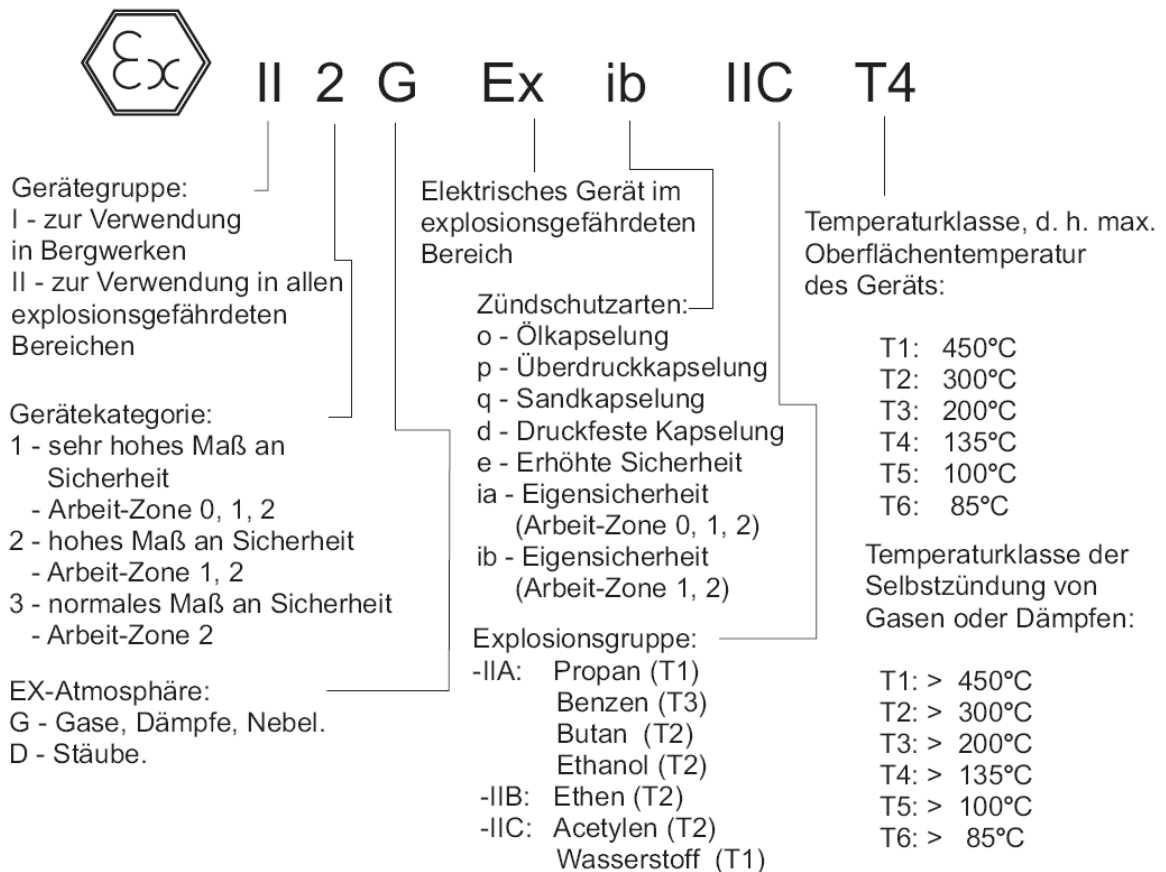 Ex II 2 G Ex ib IIC T4
Gerätegruppe:
I - zur Verwendung
in Bergwerken
II - zur Verwendung in allen
explosionsgefährdeten
Bereichen
Gerätekategorie:
1 - sehr hohes Maß an
Sicherheit
- Arbeit-Zone 0, 1, 2
2 - hohes Maß an Sicherheit
- Arbeit-Zone 1, 2
3 - normales Maß an Sicherheit
- Arbeit-Zone 2
EX-Atmosphäre:
G - Gase, Dämpfe, Nebel.
D - Stäube.
Elektrisches Gerät im
explosionsgefährdeten
Bereich
Zündschutzarten:
o - Ölkapselung
p - Überdruckkapselung
q - Sandkapselung
d - Druckfeste Kapselung
e - Erhöhte Sicherheit
ia - Eigensicherheit
(Arbeit-Zone 0, 1, 2)
ib - Eigensicherheit
(Arbeit-Zone 1, 2)
Explosionsgruppe:
-IIA: Propan (T1)
Benzen (T3)
Butan (T2)
Ethanol (T2)
-IIB: Ethen (T2)
-IIC: Acetylen (T2)
Wasserstoff (T1)
Temperaturklasse, d. h. max.
Oberflächentemperatur
des Geräts:
T1: 450°C
T2: 300°C
T3: 200°C
T4: 135°C
T5: 100°C
T6: 85°C
Temperaturklasse der
Selbstzündung von
Gasen oder Dämpfen:
T1: > 450°C
T2: > 300°C
T3: > 200°C
T4: > 135°C
T5: > 100°C
T6: > 85°C